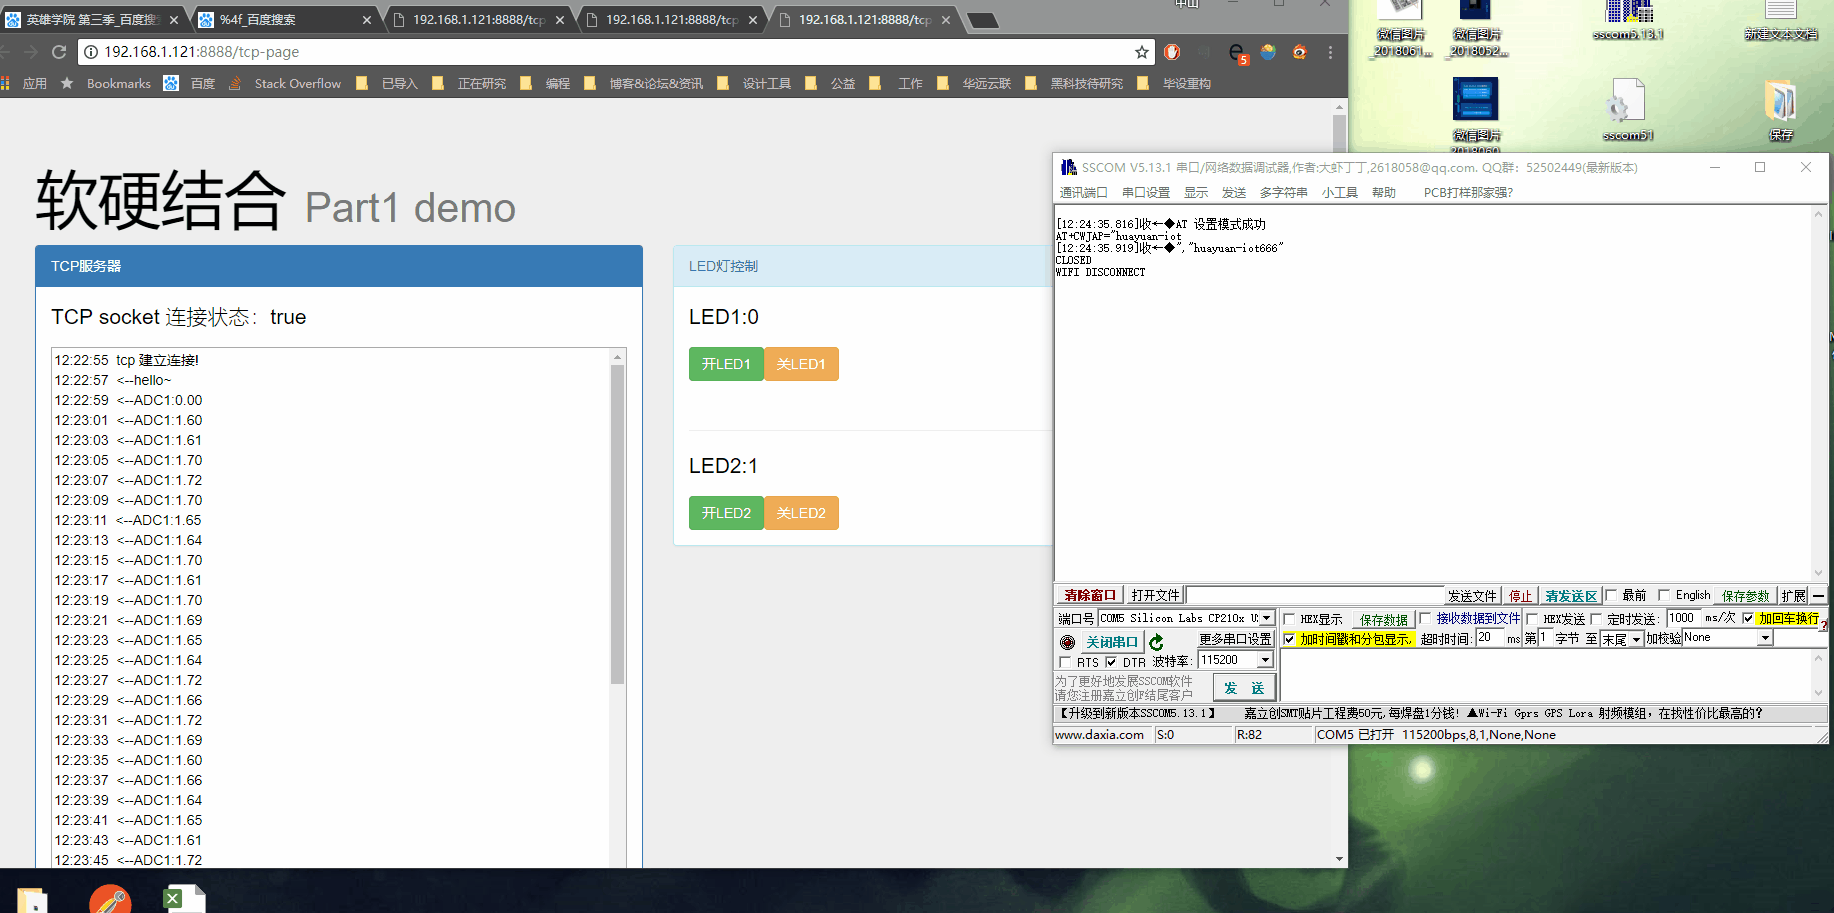 英雄学院 第三季_百度搜
%4f_百度搜索
192.168.1.121:8888/tcp
192.168.1.121:8888/tcp
192.168.1.121:8888/tcp
192.168.1.121:8888/tcp-page
5
应用
Bookmarks
百度
Stack Overflow
已导入
正在研究
编程
博客&论坛&资讯
设计工具
公益
工作
华远云联
黑科技待研究
毕设重构
软硬结合 Part1 demo
TCP服务器
TCP socket 连接状态：true
12:22:55 tcp 建立连接!
12:22:57 <--hello~
12:22:59 <--ADC1:0.00
12:23:01 <--ADC1:1.60
12:23:03 <--ADC1:1.61
12:23:05 <--ADC1:1.70
12:23:07 <--ADC1:1.72
12:23:09 <--ADC1:1.70
12:23:11 <--ADC1:1.65
12:23:13 <--ADC1:1.64
12:23:15 <--ADC1:1.70
12:23:17 <--ADC1:1.61
12:23:19 <--ADC1:1.70
12:23:21 <--ADC1:1.69
12:23:23 <--ADC1:1.65
12:23:25 <--ADC1:1.64
12:23:27 <--ADC1:1.72
12:23:29 <--ADC1:1.66
12:23:31 <--ADC1:1.72
12:23:33 <--ADC1:1.69
12:23:35 <--ADC1:1.60
12:23:37 <--ADC1:1.66
12:23:39 <--ADC1:1.64
12:23:41 <--ADC1:1.65
12:23:43 <--ADC1:1.61
12:23:45 <--ADC1:1.72
LED灯控制
LED1:0
开LED1 关LED1
LED2:1
开LED2 关LED2
微信图片
_201806​1...
微信图片
_2018052...
sscom5.13.1
新建文本文档
微信图片
sscom51
保存
SSCOM V5.13.1 串口/网络数据调试器,作者:大虾丁丁,2618058@qq.com. QQ群：52502449(最新版本)
通讯端口 串口设置 显示 发送 多字符串 小工具 帮助 PCB打样那家强?
[12:24:35.816]收←◆AT 设置模式成功
AT+CWJAP="huayuan-iot
[12:24:35.919]收←◆","huayuan-iot666"
CLOSED
WIFI DISCONNECT
清除窗口 打开文件 发送文件 停止 清发送区 最前 English 保存参数 扩展 —
端口号 COM5 Silicon Labs CP210x U HEX显示 保存数据 接收数据到文件 HEX发送 定时发送: 1000 ms/次 加回车换行
关闭串口 更多串口设置 加时间戳和分包显示, 超时时间: 20 ms 第 1 字节 至 末尾 加校验 None
RTS DTR 波特率: 115200
为了更好地发展SSCOM软件
请您注册嘉立创F结尾客户
发 送
【升级到新版本SSCOM5.13.1】 嘉立创SMT贴片工程费50元,每焊盘1分钱! ▲Wi-Fi Gprs GPS Lora 射频模组，在找性价比最高的?
www.daxia.com S:0 R:82 COM5 已打开 115200bps,8,1,None,None